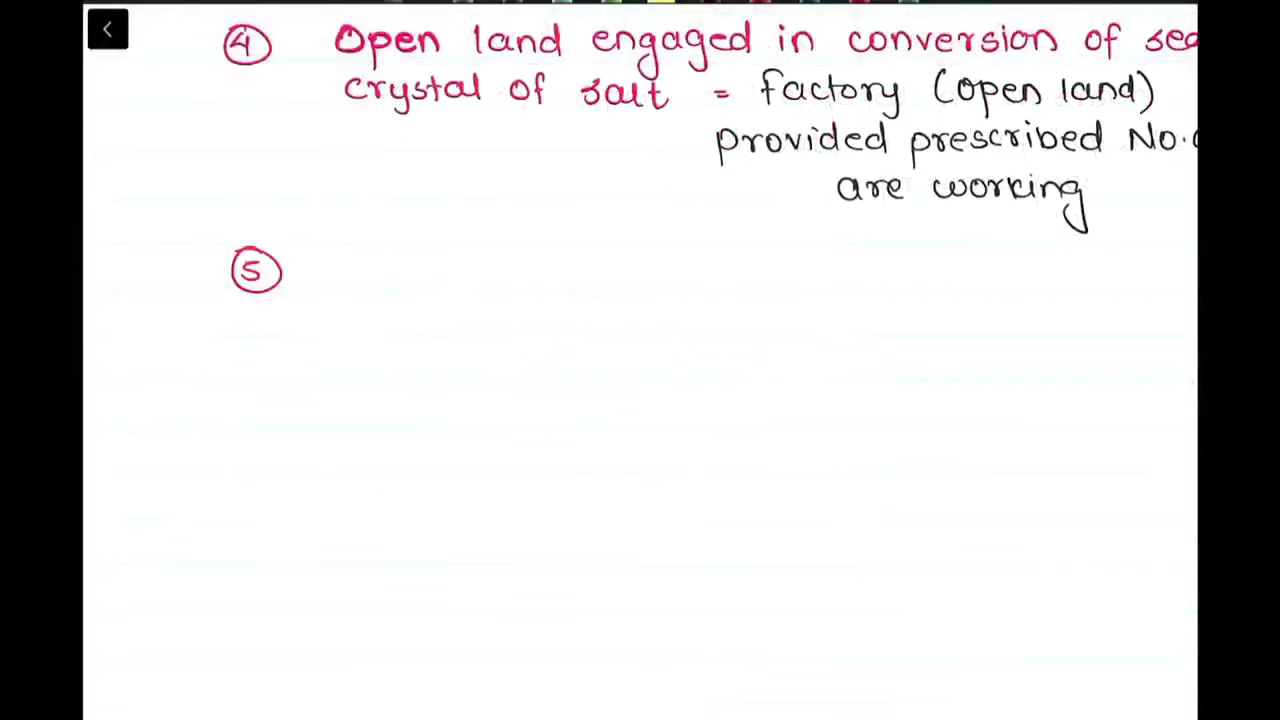 ④ Open land engaged in conversion of sea
crystal of salt = factory (open land)
provided prescribed No.
are working
⑤